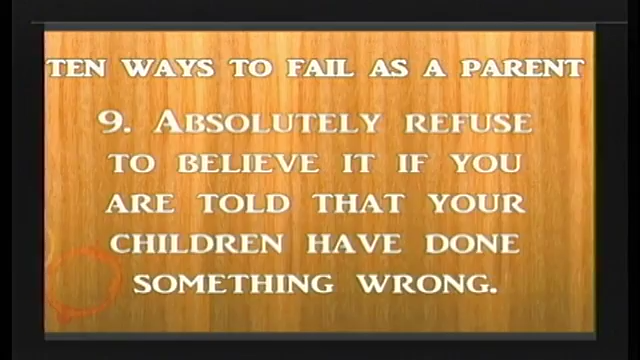 TEN WAYS TO FAIL AS A PARENT
9. ABSOLUTELY REFUSE
TO BELIEVE IT IF YOU
ARE TOLD THAT YOUR
CHILDREN HAVE DONE
SOMETHING WRONG.